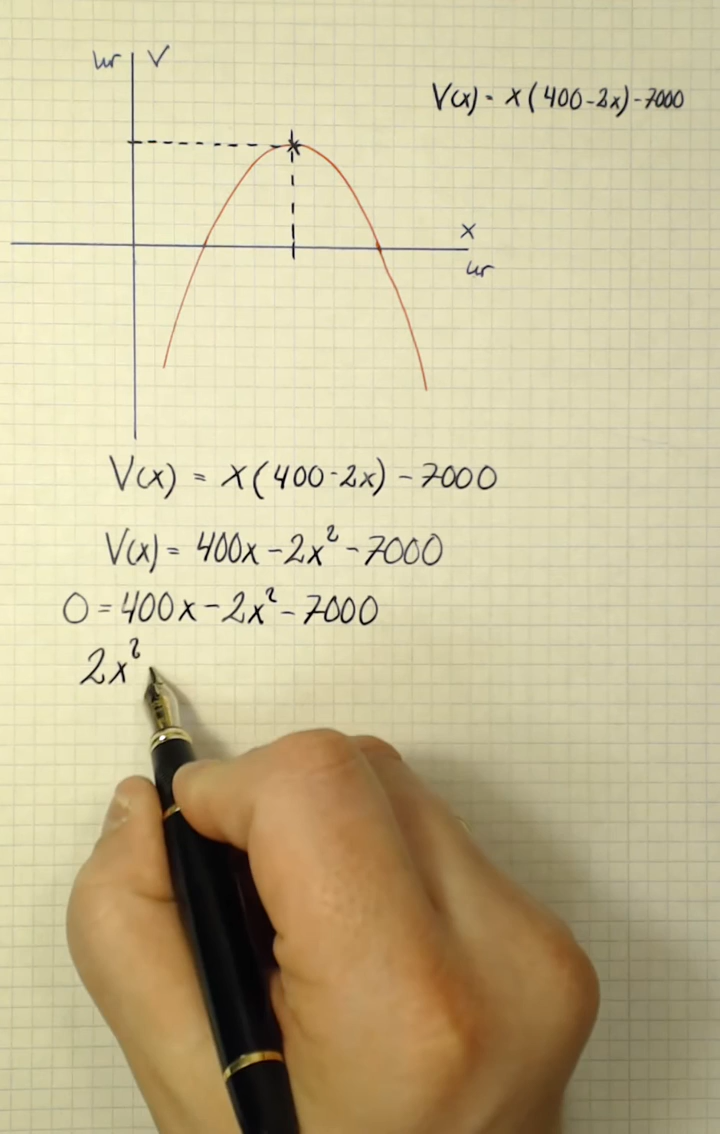 kr V
V(x) = x(400-2x)-7000
x
kr
V(x) = x(400-2x)-7000
V(x) = 400x-2x²-7000
0 = 400x-2x²-7000
2x²